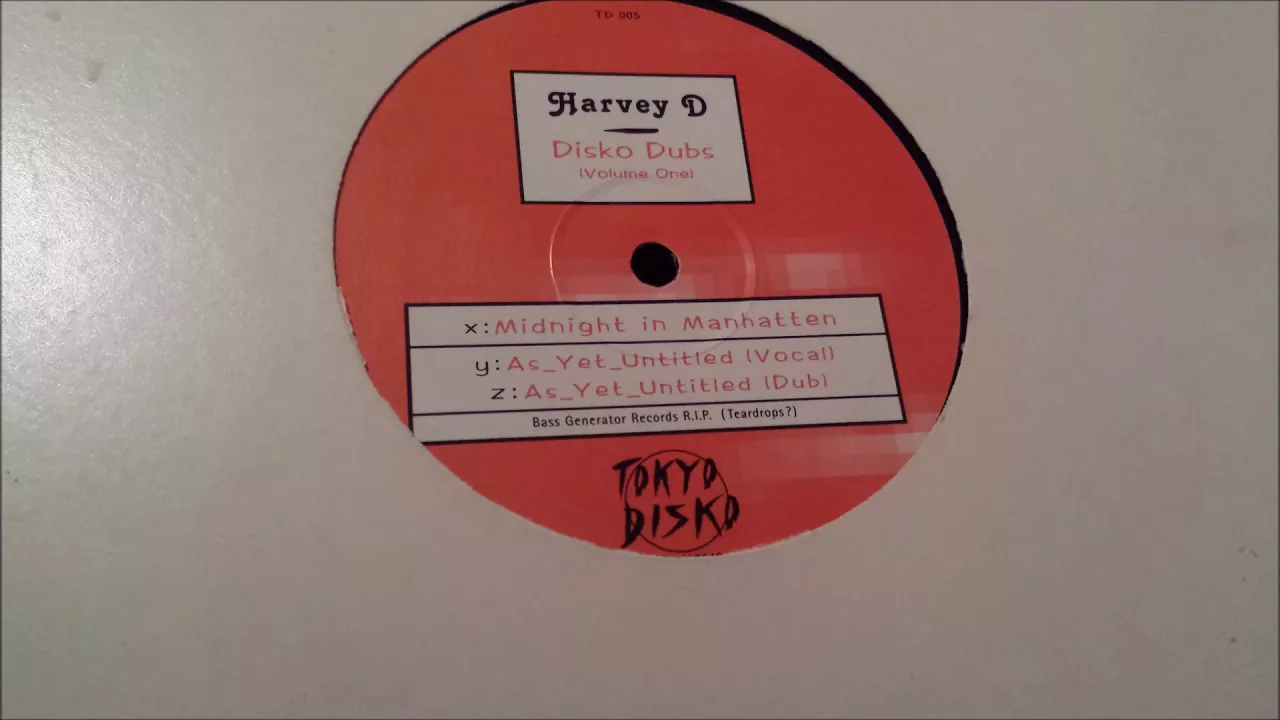 TD 005
Harvey D
Disko Dubs
(Volume One)
x:Midnight in Manhatten
y:As_Yet_Untitled (Vocal)
z:As_Yet_Untitled (Dub)
Bass Generator Records R.I.P. (Teardrops?)
TOKYO
DISKO